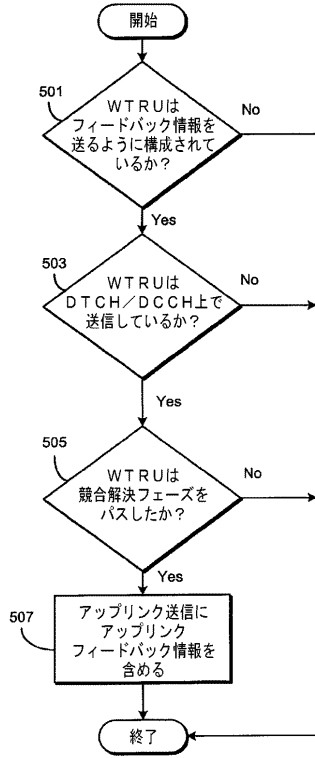 開始
501
WTRUは
フィードバック情報を
送るように構成されて
いるか？
No
Yes
503
WTRUは
DTCH／DCCH上で
送信しているか？
No
Yes
505
WTRUは
競合解決フェーズを
パスしたか？
No
Yes
507
アップリンク送信に
アップリンク
フィードバック情報を
含める
終了